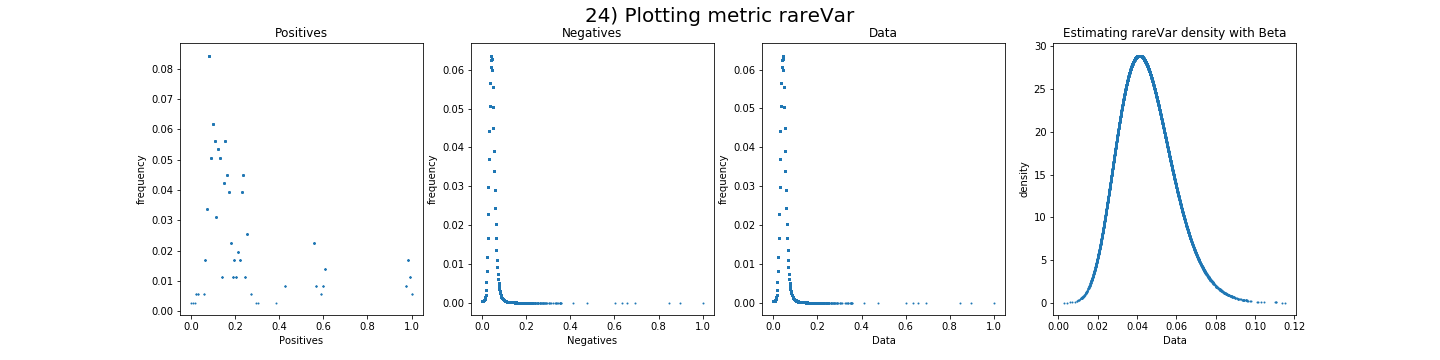 24) Plotting metric rareVar
Positives
frequency
0.08
0.07
0.06
0.05
0.04
0.03
0.02
0.01
0.00
0.0 0.2 0.4 0.6 0.8 1.0
Positives
Negatives
frequency
0.06
0.05
0.04
0.03
0.02
0.01
0.00
0.0 0.2 0.4 0.6 0.8 1.0
Negatives
Data
frequency
0.06
0.05
0.04
0.03
0.02
0.01
0.00
0.0 0.2 0.4 0.6 0.8 1.0
Data
Estimating rareVar density with Beta
density
30
25
20
15
10
5
0
0.00 0.02 0.04 0.06 0.08 0.10 0.12
Data